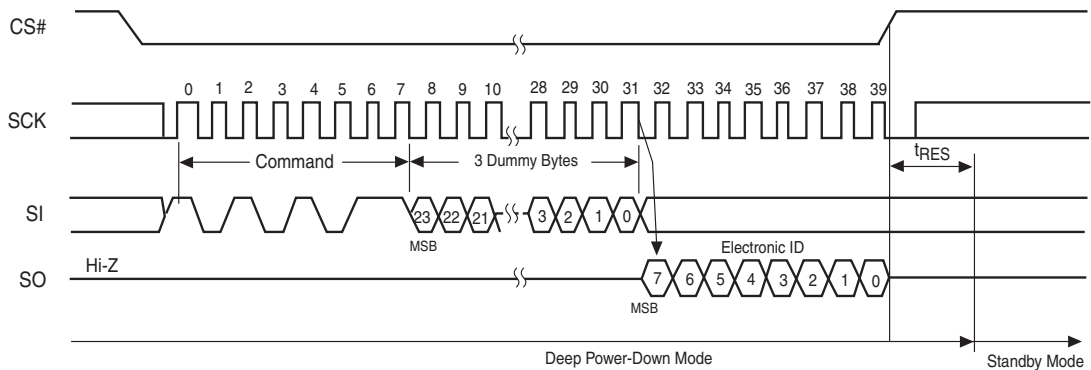 CS#
0 1 2 3 4 5 6 7 8 9 10 28 29 30 31 32 33 34 35 36 37 38 39
SCK
Command
3 Dummy Bytes
tRES
SI
23 22 21 3 2 1 0
MSB
Electronic ID
Hi-Z
SO
7 6 5 4 3 2 1 0
MSB
Deep Power-Down Mode
Standby Mode